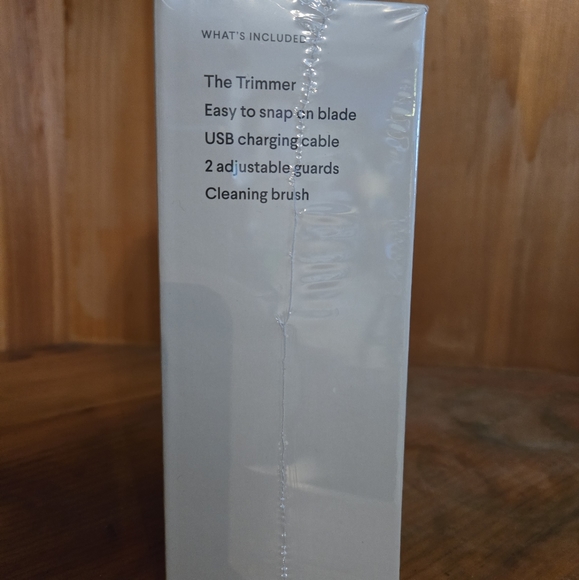 WHAT'S INCLUDED
The Trimmer
Easy to snap on blade
USB charging cable
2 adjustable guards
Cleaning brush